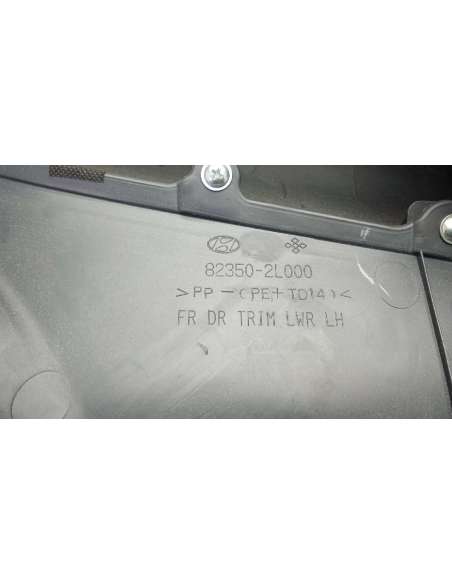 82350-2L000
>PP-(PE+TD14)<
FR DR TRIM LWR LH